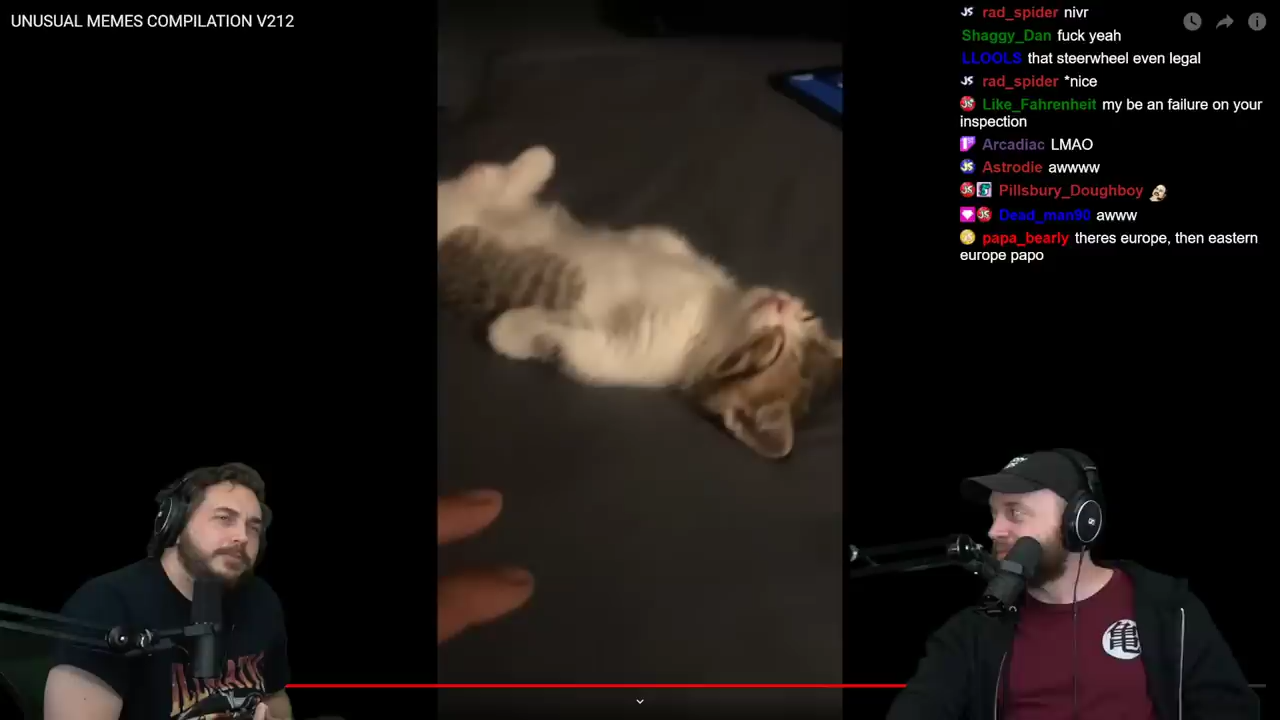 UNUSUAL MEMES COMPILATION V212
rad_spider nivr
Shaggy_Dan fuck yeah
LLOOLS that steerwheel even legal
rad_spider *nice
Like_Fahrenheit my be an failure on your
inspection
Arcadiac LMAO
Astrodie awwww
Pillsbury_Doughboy
Dead_man90 awww
papa_bearly theres europe, then eastern
europe papo
亀